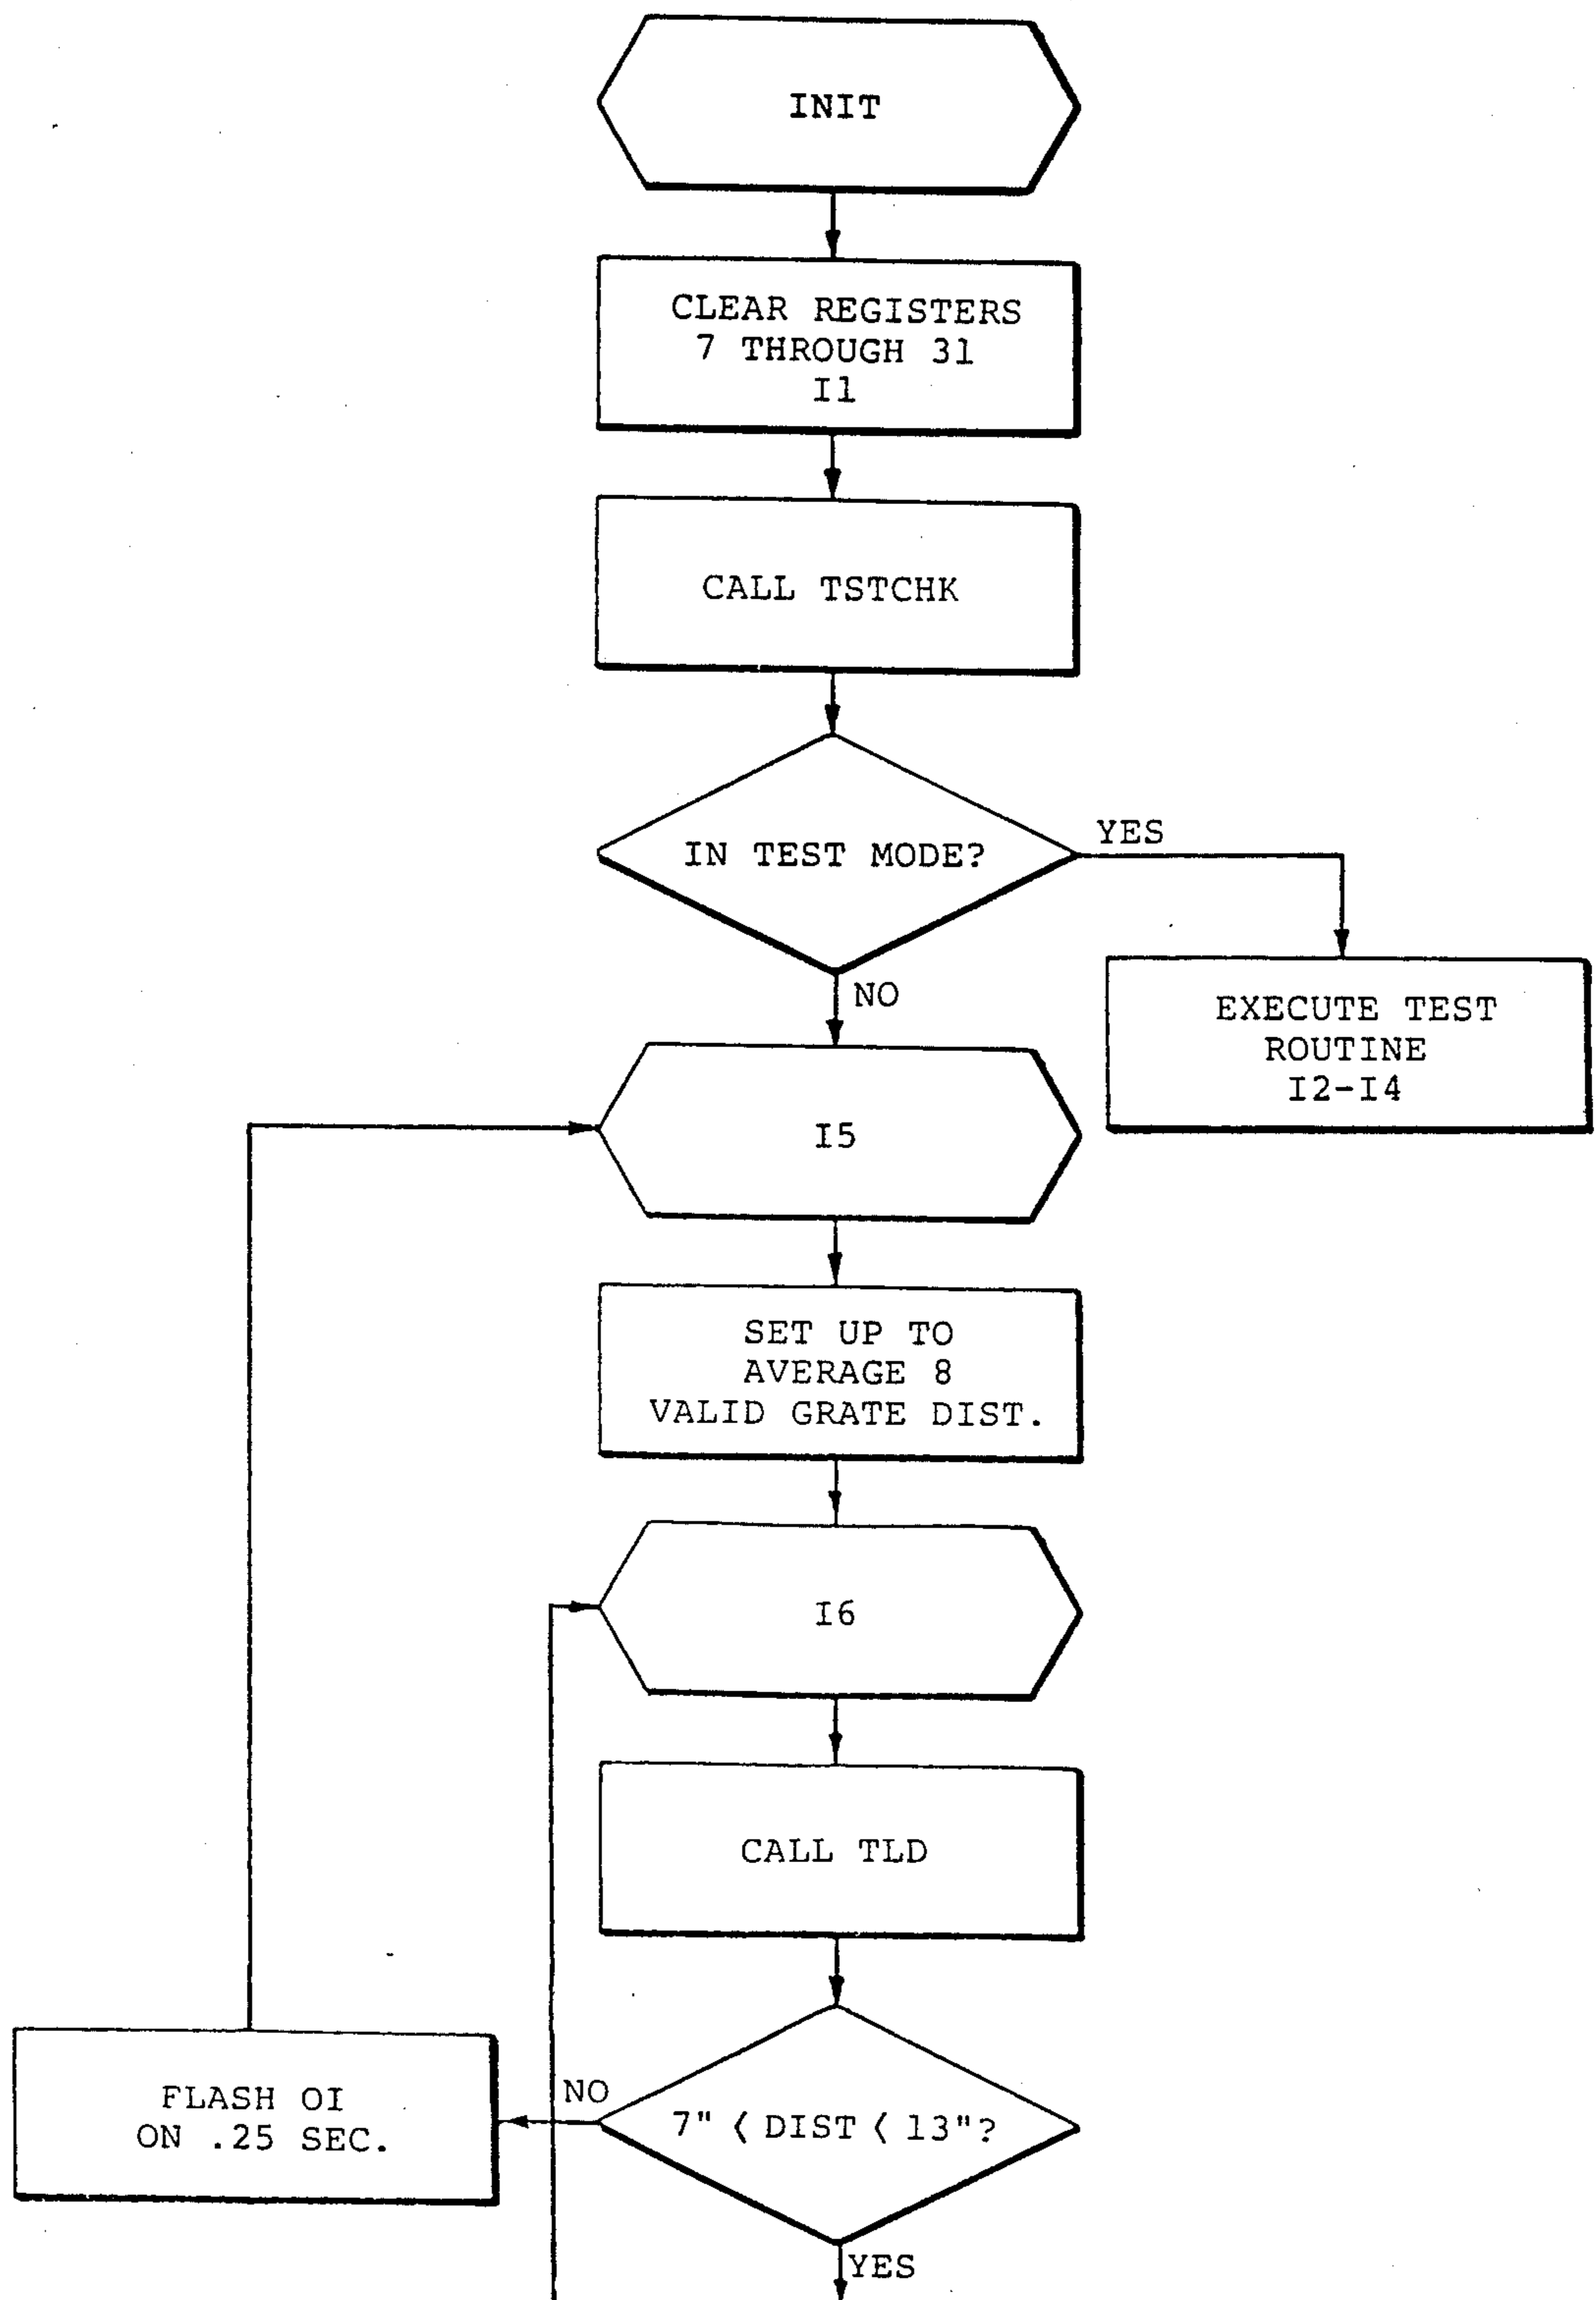 INIT
CLEAR REGISTERS
7 THROUGH 31
I1
CALL TSTCHK
IN TEST MODE?
YES
NO
EXECUTE TEST
ROUTINE
I2-I4
I5
SET UP TO
AVERAGE 8
VALID GRATE DIST.
I6
CALL TLD
FLASH OI
ON .25 SEC.
NO
7" < DIST < 13"?
YES